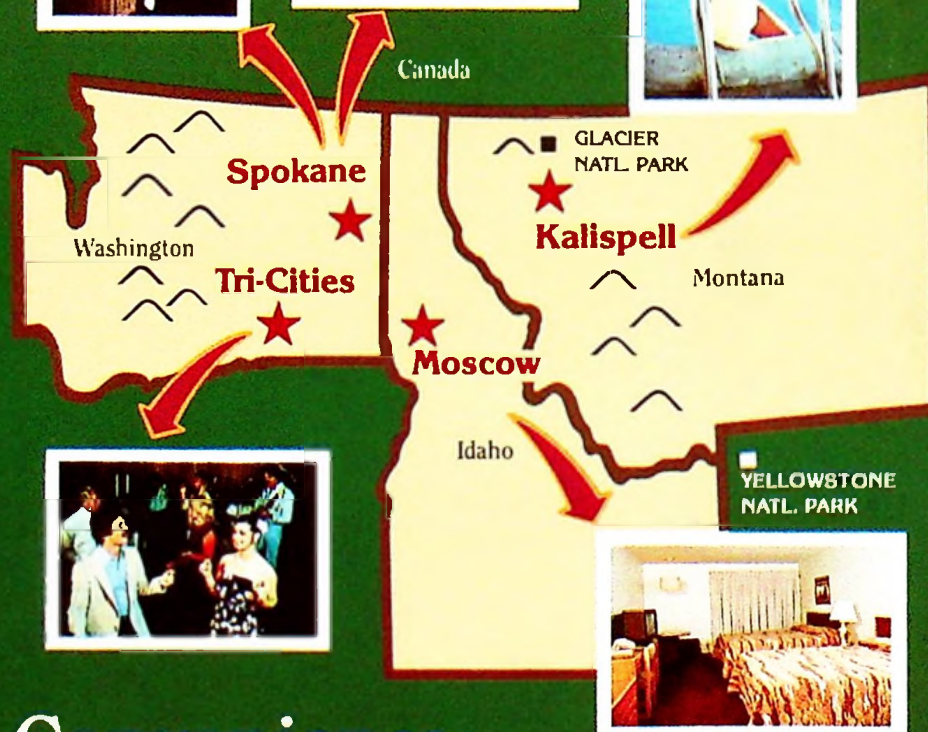 Canada
GLACIER
NATL. PARK
Spokane
Kalispell
Washington
Montana
Tri-Cities
Moscow
Idaho
YELLOWSTONE
NATL. PARK